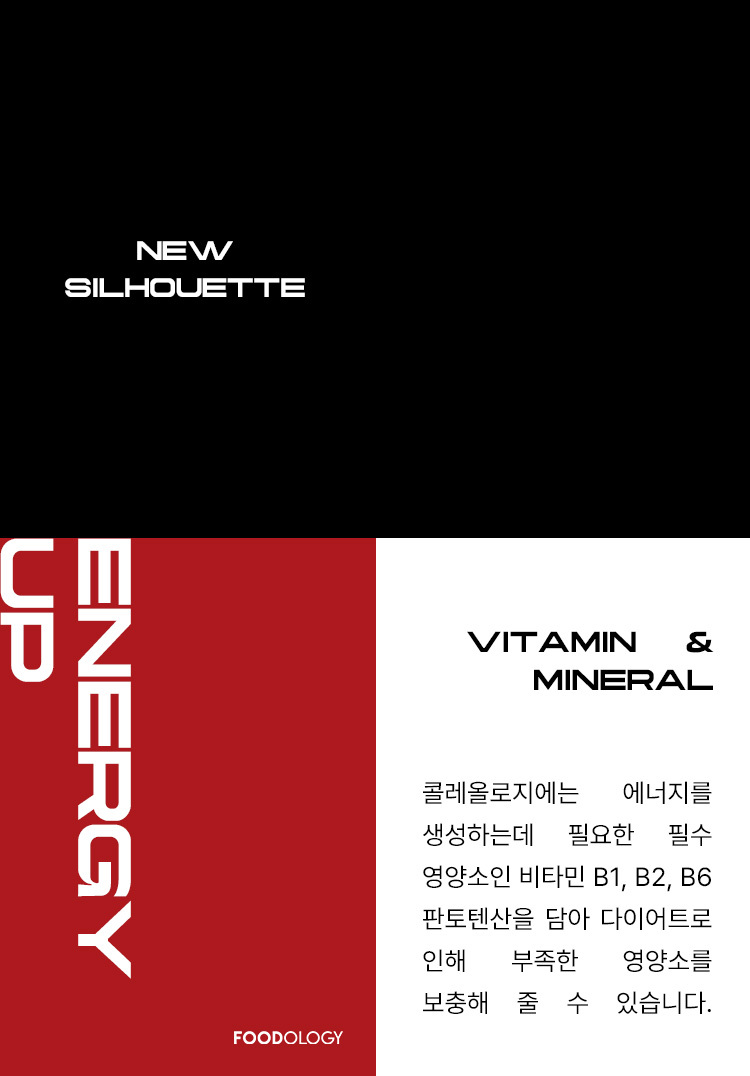 NEW
SILHOUETTE
ENERGY
UP
FOODOLOGY
VITAMIN &
MINERAL
콜레올로지에는 에너지를
생성하는데 필요한 필수
영양소인 비타민 B1, B2, B6
판토텐산을 담아 다이어트로
인해 부족한 영양소를
보충해 줄 수 있습니다.